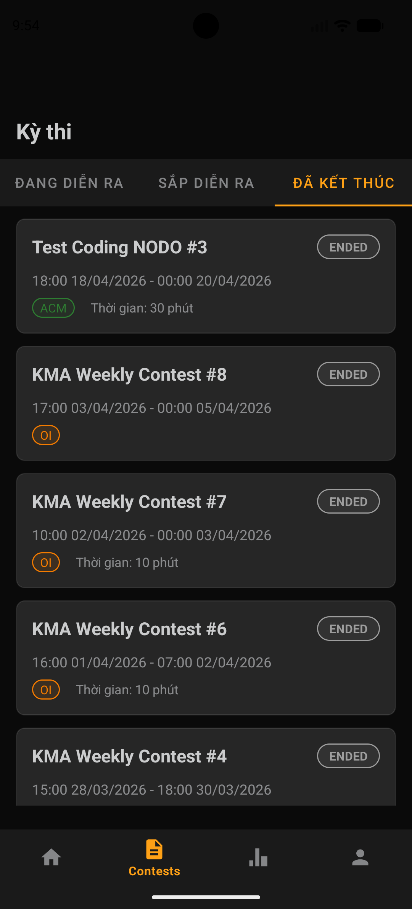 9:54
Kỳ thi
ĐANG DIỄN RA SẮP DIỄN RA ĐÃ KẾT THÚC
Test Coding NODO #3 ENDED
18:00 18/04/2026 - 00:00 20/04/2026
ACM Thời gian: 30 phút
KMA Weekly Contest #8 ENDED
17:00 03/04/2026 - 00:00 05/04/2026
OI
KMA Weekly Contest #7 ENDED
10:00 02/04/2026 - 00:00 03/04/2026
OI Thời gian: 10 phút
KMA Weekly Contest #6 ENDED
16:00 01/04/2026 - 07:00 02/04/2026
OI Thời gian: 10 phút
KMA Weekly Contest #4 ENDED
15:00 28/03/2026 - 18:00 30/03/2026
Contests